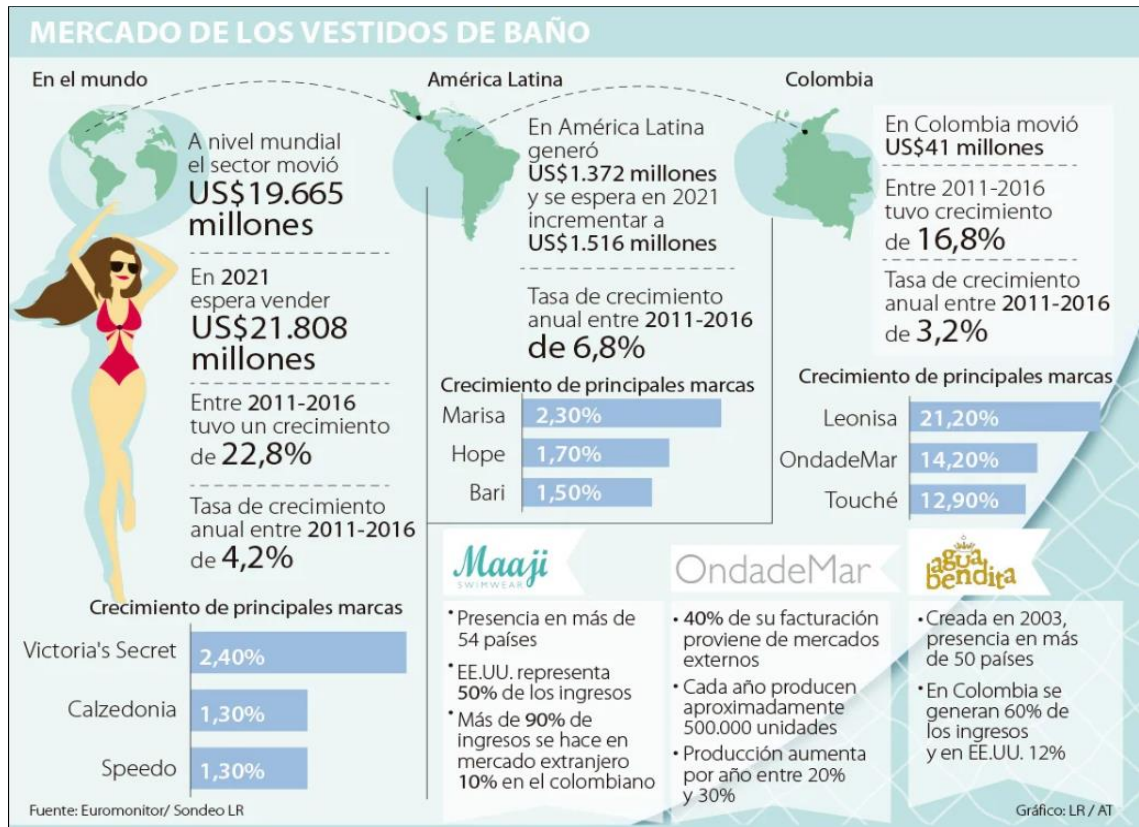 MERCADO DE LOS VESTIDOS DE BAÑO
En el mundo
A nivel mundial
el sector movió
US$19.665
millones
En 2021
espera vender
US$21.808
millones
Entre 2011-2016
tuvo un crecimiento
de 22,8%
Tasa de crecimiento
anual entre 2011-2016
de 4,2%
Crecimiento de principales marcas
Victoria's Secret 2,40%
Calzedonia 1,30%
Speedo 1,30%
América Latina
En América Latina
generó
US$1.372 millones
y se espera en 2021
incrementar a
US$1.516 millones
Tasa de crecimiento
anual entre 2011-2016
de 6,8%
Crecimiento de principales marcas
Marisa 2,30%
Hope 1,70%
Bari 1,50%
Colombia
En Colombia movió
US$41 millones
Entre 2011-2016
tuvo crecimiento
de 16,8%
Tasa de crecimiento
anual entre 2011-2016
de 3,2%
Crecimiento de principales marcas
Leonisa 21,20%
OndadeMar 14,20%
Touché 12,90%
Maaji
SWIMWEAR
• Presencia en más de
54 países
• EE.UU. representa
50% de los ingresos
• Más de 90% de
ingresos se hace en
mercado extranjero
10% en el colombiano
OndadeMar
• 40% de su facturación
proviene de mercados
externos
• Cada año producen
aproximadamente
500.000 unidades
• Producción aumenta
por año entre 20%
y 30%
agua
bendita
• Creada en 2003,
presencia en más
de 50 países
• En Colombia se
generan 60% de
los ingresos
y en EE.UU. 12%
Fuente: Euromonitor/ Sondeo LR
Gráfico: LR / AT